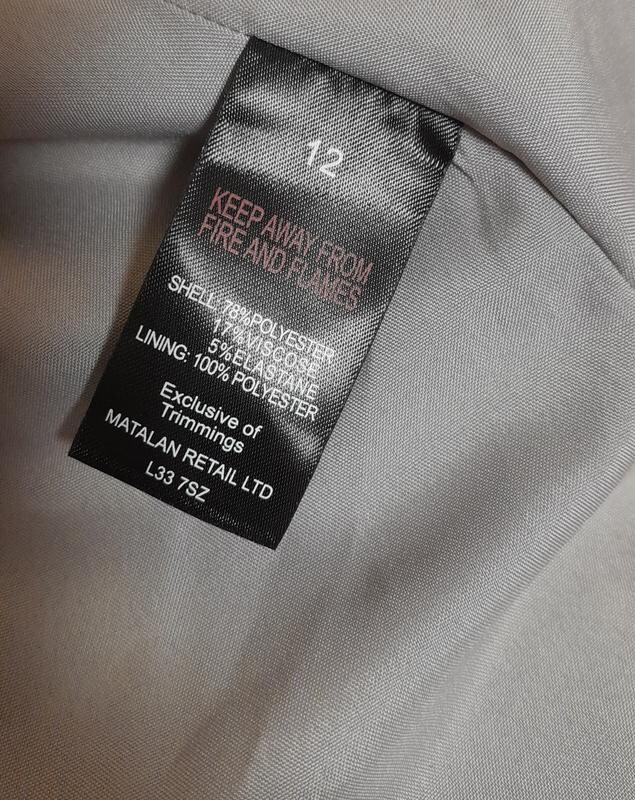 12
KEEP AWAY FROM
FIRE AND FLAMES
SHELL: 78%POLYESTER
17%VISCOSE
5%ELASTANE
LINING: 100% POLYESTER
Exclusive of
Trimmings
MATALAN RETAIL LTD
L33 7SZ